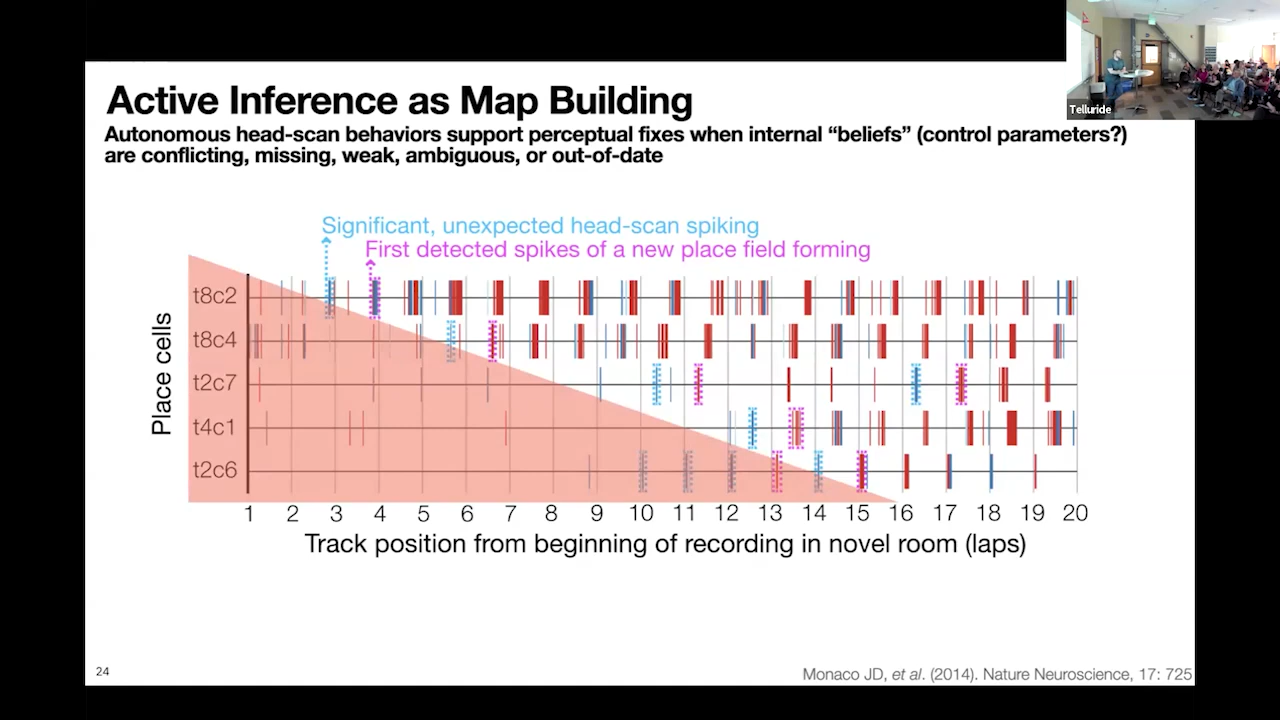 Active Inference as Map Building
Telluride
Autonomous head-scan behaviors support perceptual fixes when internal “beliefs” (control parameters?)
are conflicting, missing, weak, ambiguous, or out-of-date
Significant, unexpected head-scan spiking
First detected spikes of a new place field forming
Place cells
t8c2
t8c4
t2c7
t4c1
t2c6
1 2 3 4 5 6 7 8 9 10 11 12 13 14 15 16 17 18 19 20
Track position from beginning of recording in novel room (laps)
24
Monaco JD, et al. (2014). Nature Neuroscience, 17: 725